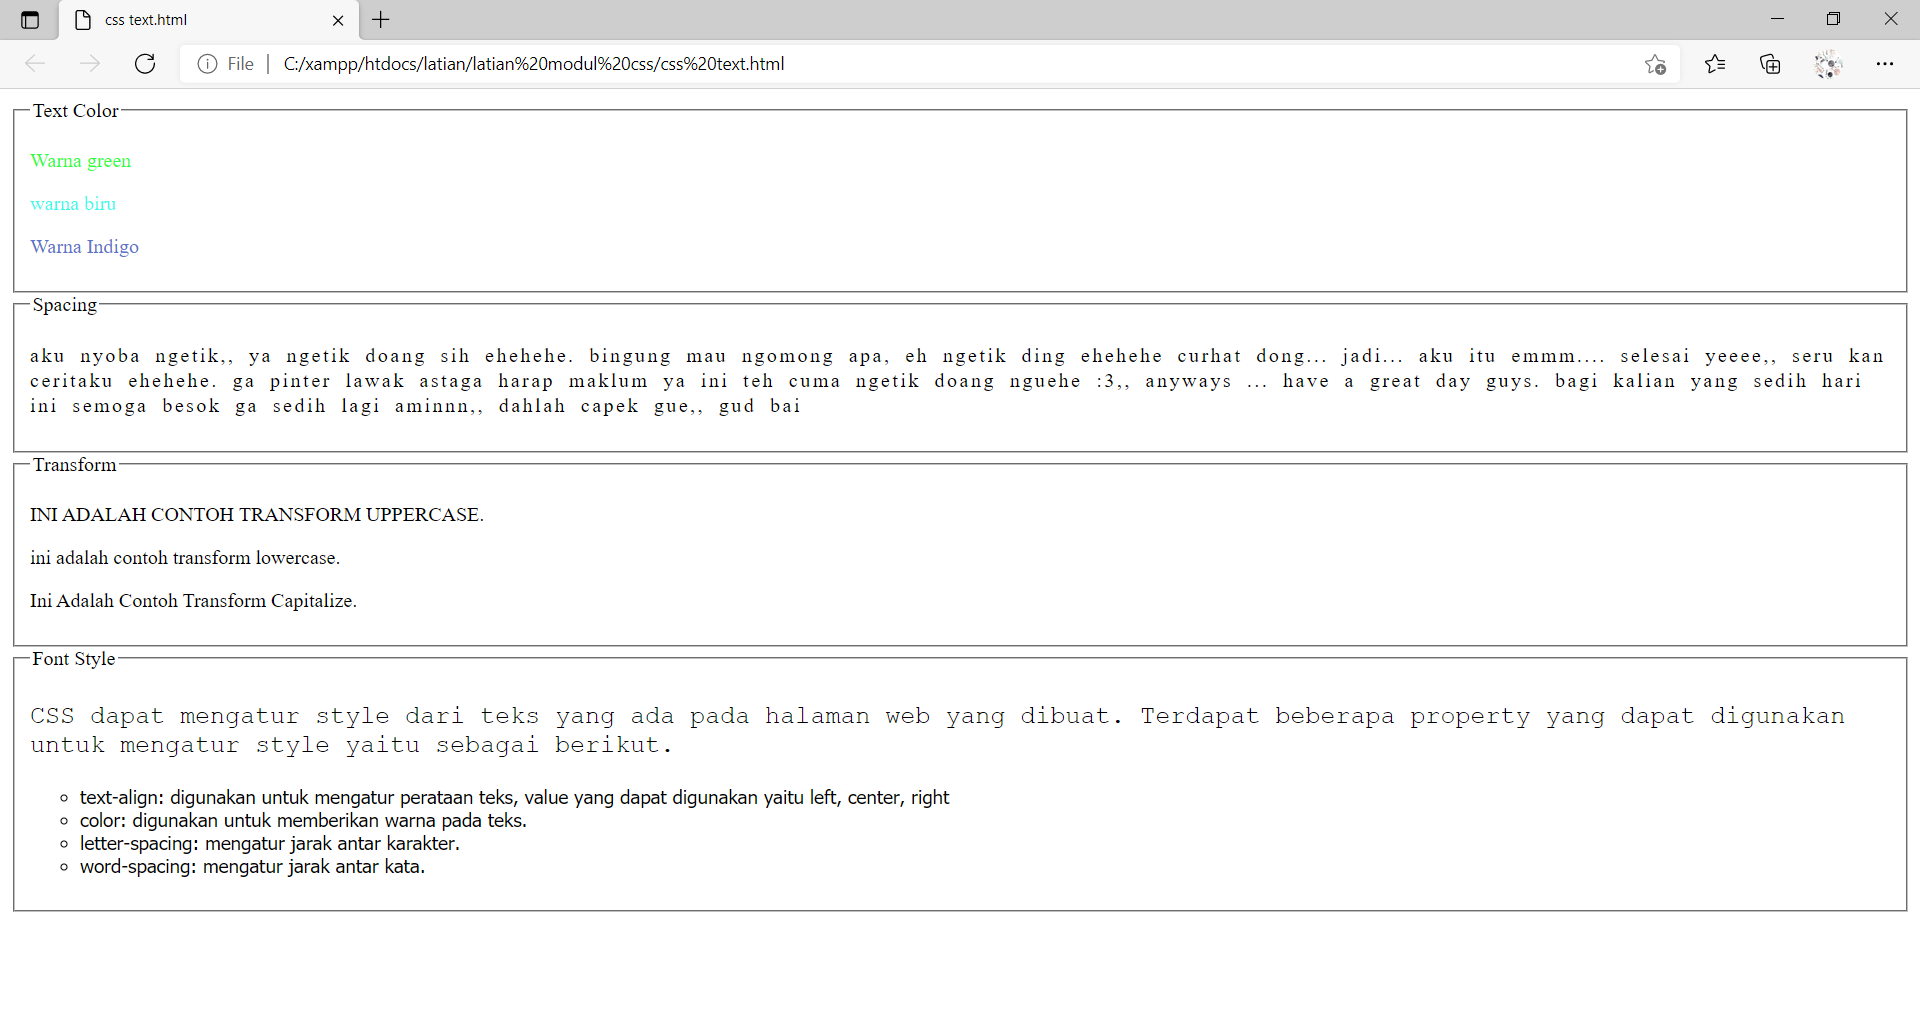 css text.html
File
C:/xampp/htdocs/latian/latian%20modul%20css/css%20text.html
Text Color
Warna green
warna biru
Warna Indigo
Spacing
aku nyoba ngetik,, ya ngetik doang sih ehehehe. bingung mau ngomong apa, eh ngetik ding ehehehe curhat dong... jadi... aku itu emmm.... selesai yeeee,, seru kan
ceritaku ehehehe. ga pinter lawak astaga harap maklum ya ini teh cuma ngetik doang nguehe :3,, anyways ... have a great day guys. bagi kalian yang sedih hari
ini semoga besok ga sedih lagi aminnn,, dahlah capek gue,, gud bai
Transform
INI ADALAH CONTOH TRANSFORM UPPERCASE.
ini adalah contoh transform lowercase.
Ini Adalah Contoh Transform Capitalize.
Font Style
CSS dapat mengatur style dari teks yang ada pada halaman web yang dibuat. Terdapat beberapa property yang dapat digunakan
untuk mengatur style yaitu sebagai berikut.
text-align: digunakan untuk mengatur perataan teks, value yang dapat digunakan yaitu left, center, right
color: digunakan untuk memberikan warna pada teks.
letter-spacing: mengatur jarak antar karakter.
word-spacing: mengatur jarak antar kata.